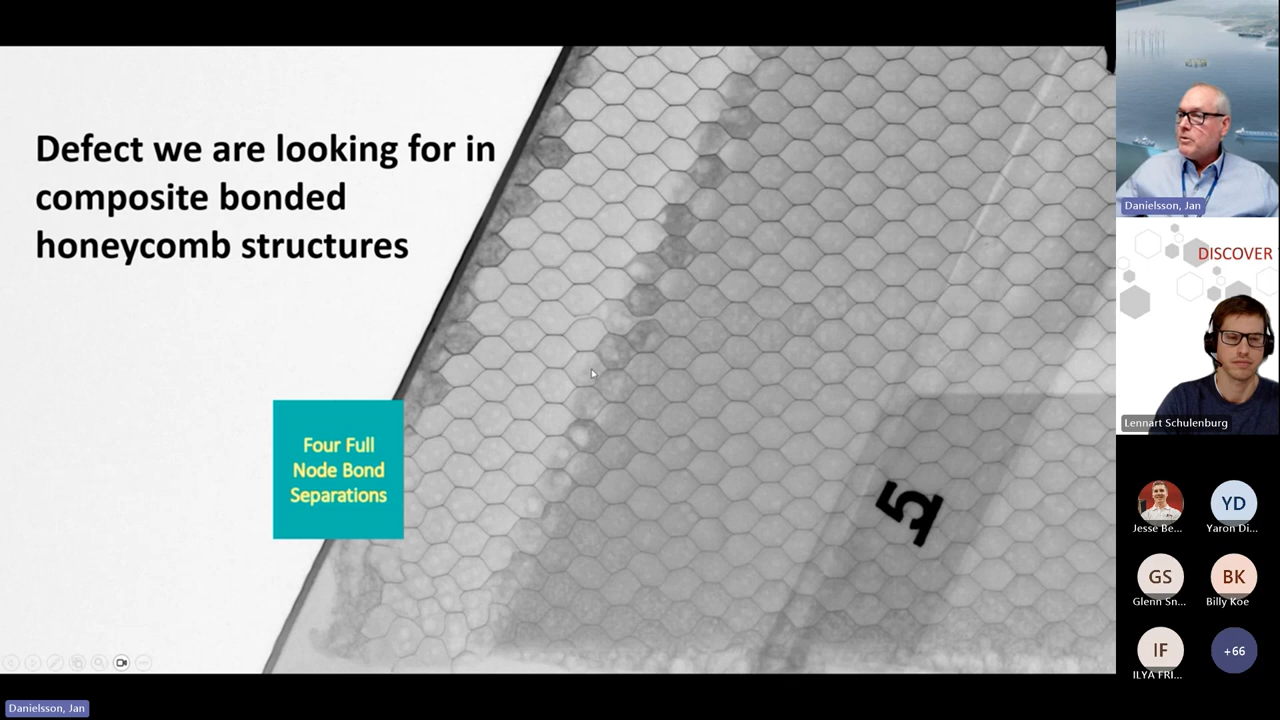 Defect we are looking for in
composite bonded
honeycomb structures
Four Full
Node Bond
Separations
5
Danielsson, Jan
DISCOVER
Lennart Schulenburg
Jesse Be...
YD
Yaron Di...
GS
Glenn Sn...
BK
Billy Koe
IF
ILYA FRI...
+66
Danielsson, Jan